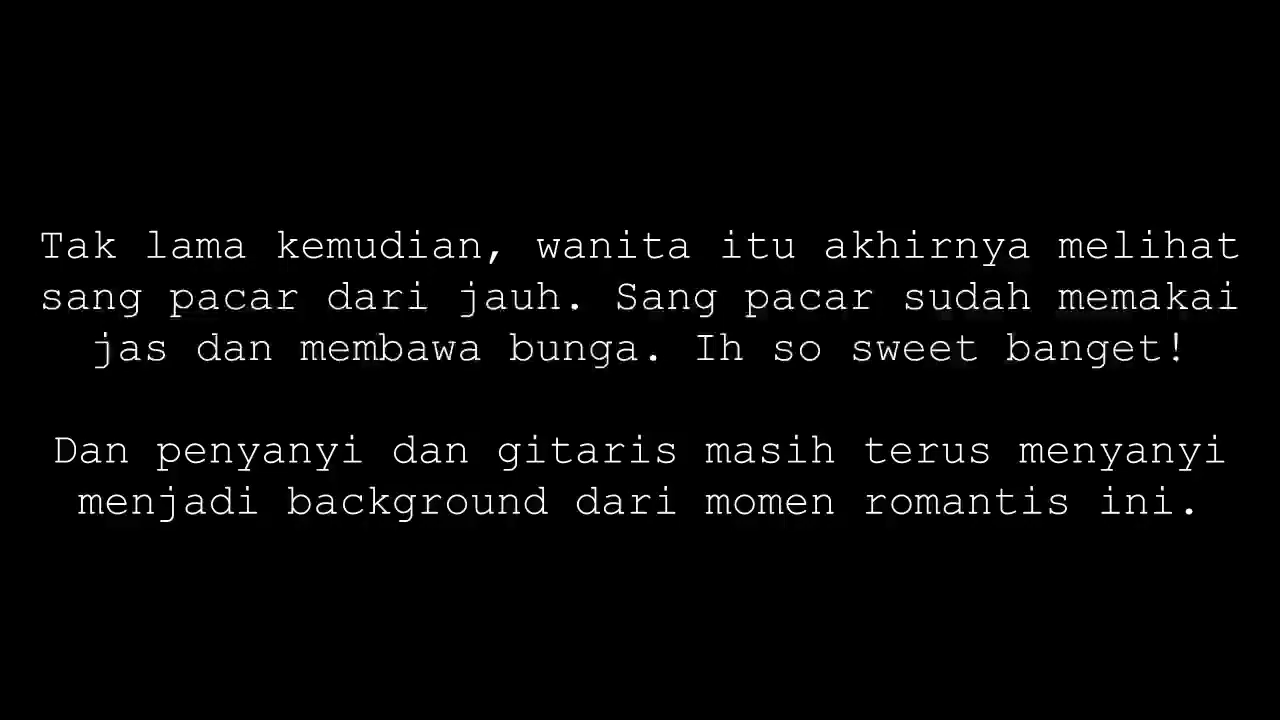 Tak lama kemudian, wanita itu akhirnya melihat
sang pacar dari jauh. Sang pacar sudah memakai
jas dan membawa bunga. Ih so sweet banget!
Dan penyanyi dan gitaris masih terus menyanyi
menjadi background dari momen romantis ini.